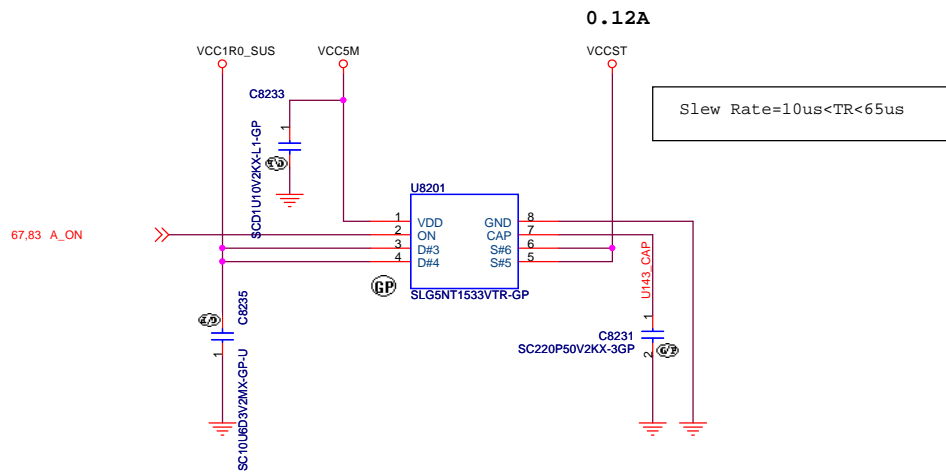 0.12A
VCC1R0_SUS
VCC5M
VCCST
C8233
Slew Rate=10us<TR<65us
1
SCD1U10V2KX-L1-GP
U8201
1
VDD
GND
8
67,83 A_ON
2
ON
CAP
7
3
D#3
S#6
6
4
D#4
S#5
5
GP
SLG5NT1533VTR-GP
U143_CAP
C8235
1
C8231
SC220P50V2KX-3GP
2
1
SC10U6D3V2MX-GP-U